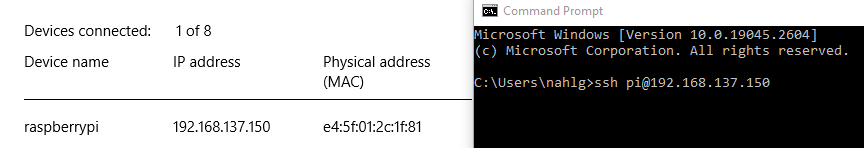 Devices connected: 1 of 8
Device name IP address Physical address
(MAC)
raspberrypi 192.168.137.150 e4:5f:01:2c:1f:81
Command Prompt
Microsoft Windows [Version 10.0.19045.2604]
(c) Microsoft Corporation. All rights reserved.
C:\Users\nahlg>ssh pi@192.168.137.150